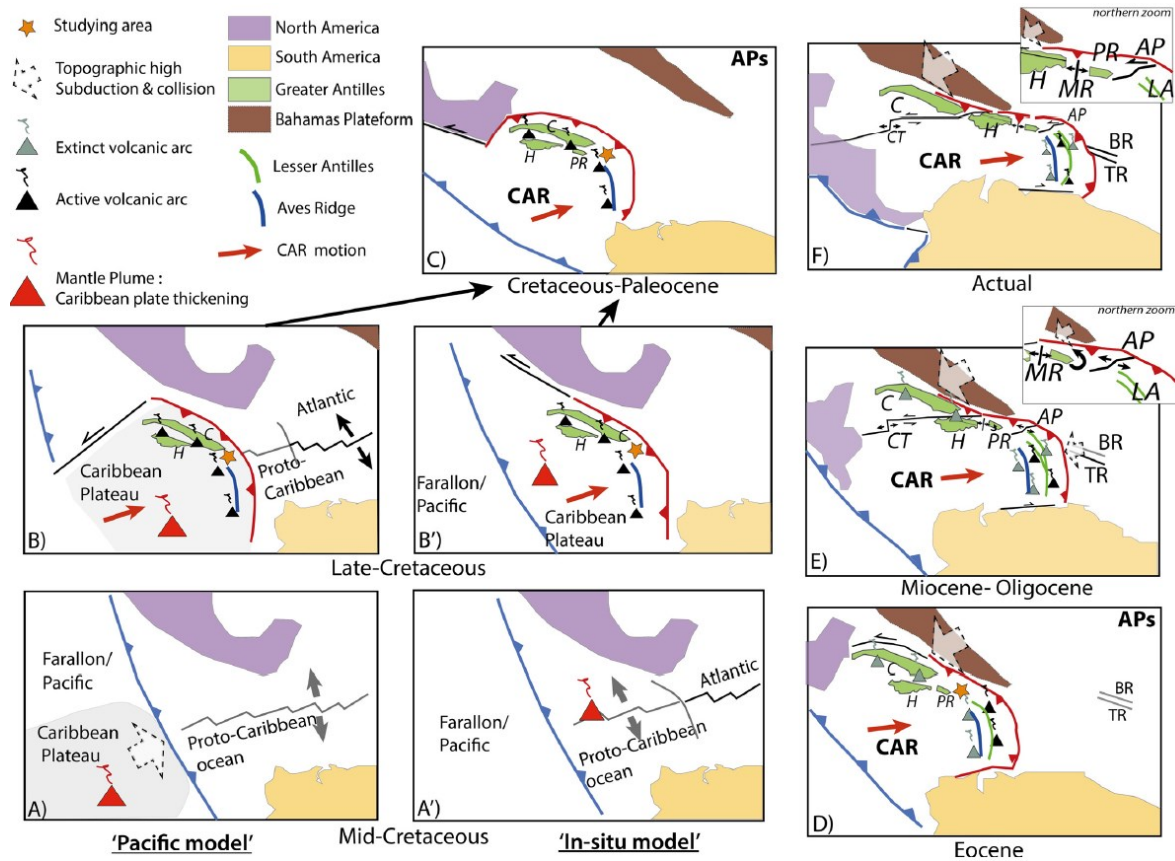 Studying area
Topographic high
Subduction & collision
Extinct volcanic arc
Active volcanic arc
Mantle Plume :
Caribbean plate thickening
North America
South America
Greater Antilles
Bahamas Plateform
Lesser Antilles
Aves Ridge
CAR motion
APs
C
H
PR
CAR
C)
Cretaceous-Paleocene
northern zoom
H
MR
PR
AP
LA
C
CT
H
AP
BR
TR
CAR
F)
Actual
Atlantic
C
H
Proto-
Caribbean
Caribbean
Plateau
B)
C
H
Farallon/
Pacific
Caribbean
Plateau
B')
Late-Cretaceous
northern zoom
MR
AP
LA
C
CT
H
PR
AP
BR
TR
CAR
E)
Miocene- Oligocene
Farallon/
Pacific
Caribbean
Plateau
Proto-Caribbean
ocean
A)
Farallon/
Pacific
Atlantic
Proto-Caribbean
ocean
A')
Mid-Cretaceous
'Pacific model'
'In-situ model'
APs
C
PR
H
BR
TR
CAR
D)
Eocene